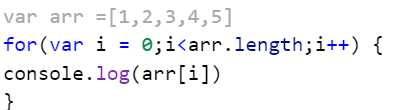 var arr =[1,2,3,4,5]
for(var i = 0;i<arr.length;i++) {
console.log(arr[i])
}